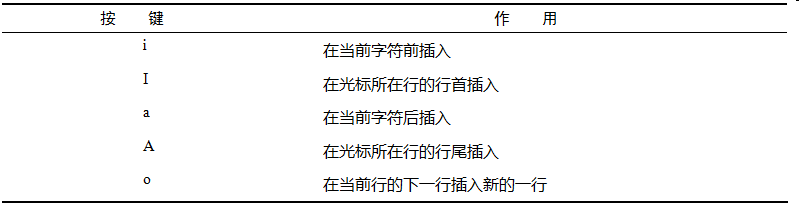 按 键 作 用
i 在当前字符前插入
I 在光标所在行的行首插入
a 在当前字符后插入
A 在光标所在行的行尾插入
o 在当前行的下一行插入新的一行